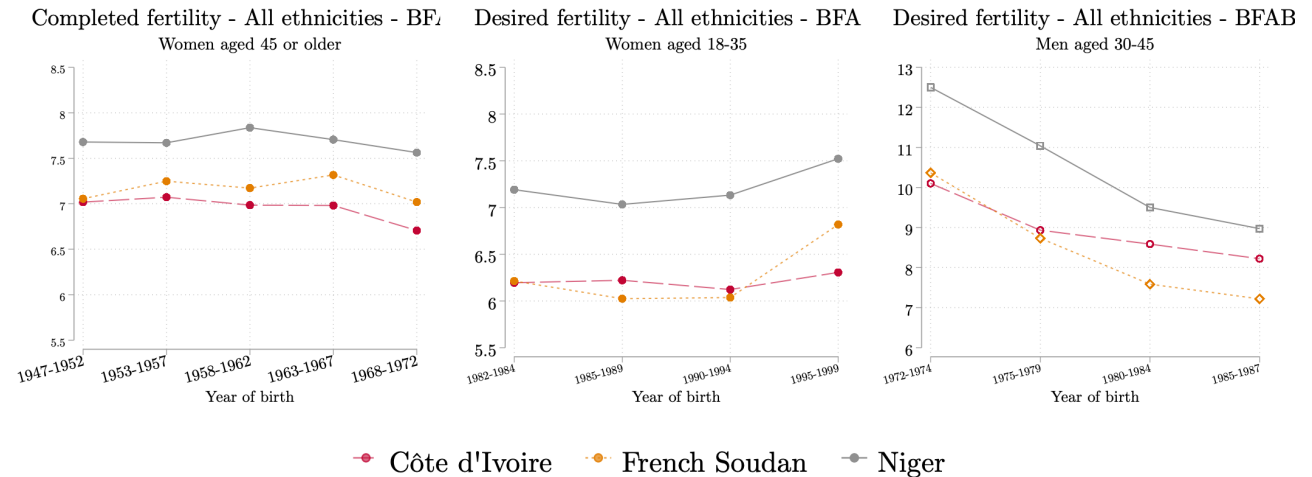 Completed fertility - All ethnicities - BFA
Women aged 45 or older
8.5
8
7.5
7
6.5
6
5.5
1947-1952
1953-1957
1958-1962
1963-1967
1968-1972
Year of birth
Desired fertility - All ethnicities - BFA
Women aged 18-35
8.5
8
7.5
7
6.5
6
5.5
1982-1984
1985-1989
1990-1994
1995-1999
Year of birth
Desired fertility - All ethnicities - BFAB
Men aged 30-45
13
12
11
10
9
8
7
6
1972-1974
1975-1979
1980-1984
1985-1987
Year of birth
Côte d'Ivoire
French Soudan
Niger